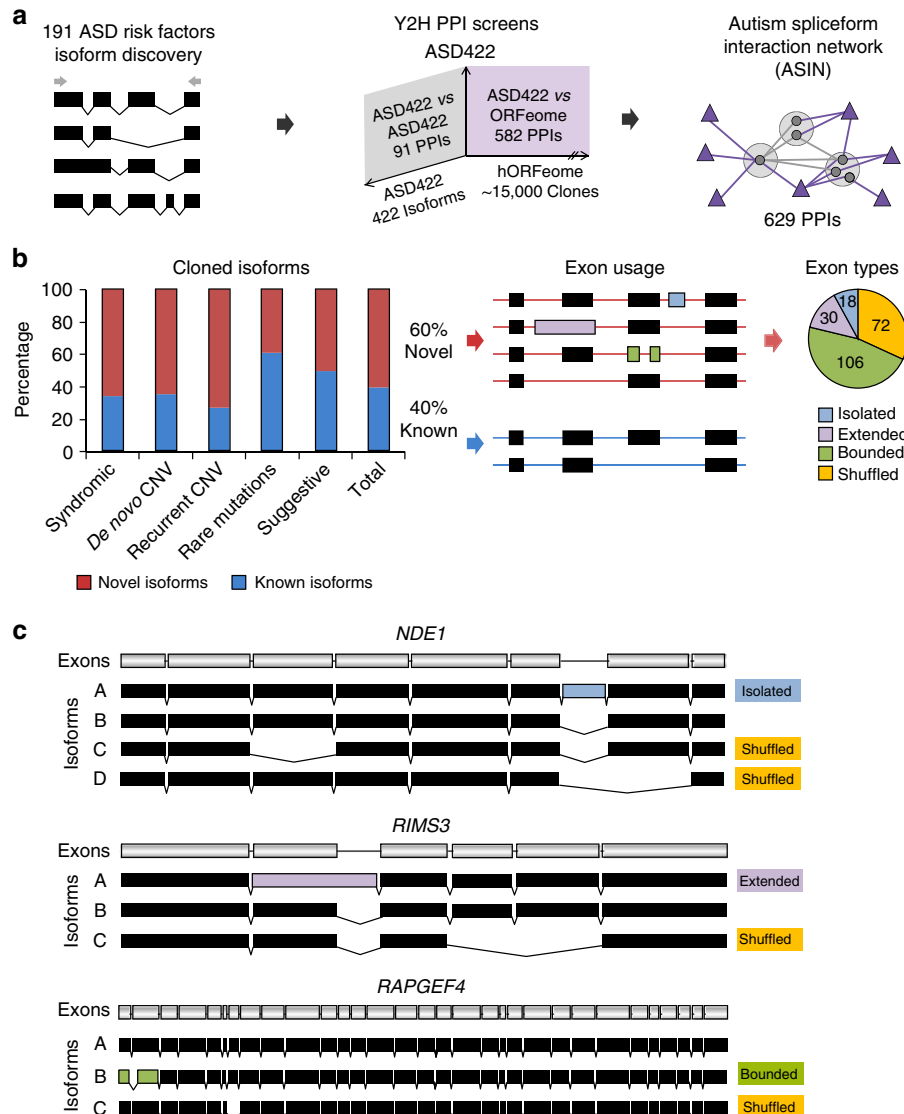 a
191 ASD risk factors
isoform discovery
Y2H PPI screens
ASD422
ASD422 vs
ASD422
91 PPIs
ASD422 vs
ORFeome
582 PPIs
ASD422
422 Isoforms
hORFeome
~15,000 Clones
Autism spliceform
interaction network
(ASIN)
629 PPIs
b
Cloned isoforms
Percentage
100
80
60
40
20
0
Syndromic
De novo CNV
Recurrent CNV
Rare mutations
Suggestive
Total
Novel isoforms
Known isoforms
60%
Novel
40%
Known
Exon usage
Exon types
18
30
72
106
Isolated
Extended
Bounded
Shuffled
c
NDE1
Exons
Isoforms
A
Isolated
B
C
Shuffled
D
Shuffled
RIMS3
Exons
Isoforms
A
Extended
B
C
Shuffled
RAPGEF4
Exons
Isoforms
A
B
Bounded
C
Shuffled